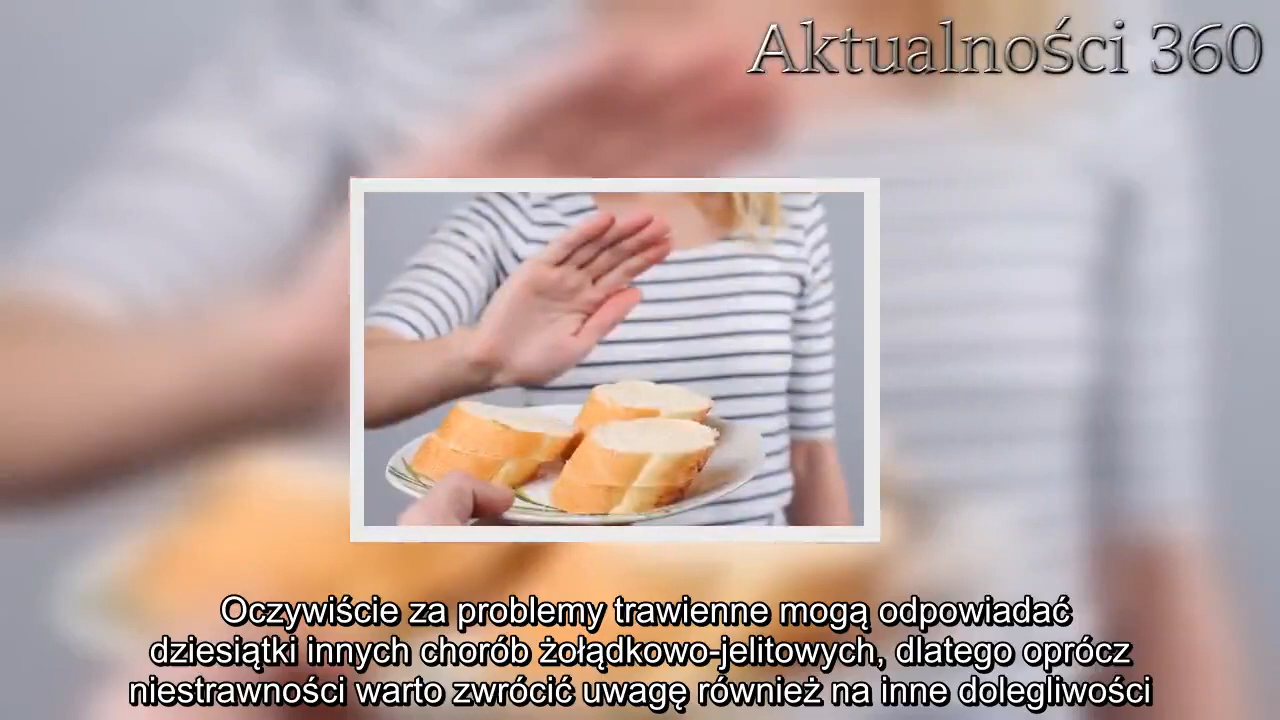 Aktualności 360
Oczywiście za problemy trawienne mogą odpowiadać
dziesiątki innych chorób żołądkowo-jelitowych, dlatego oprócz
niestrawności warto zwrócić uwagę również na inne dolegliwości